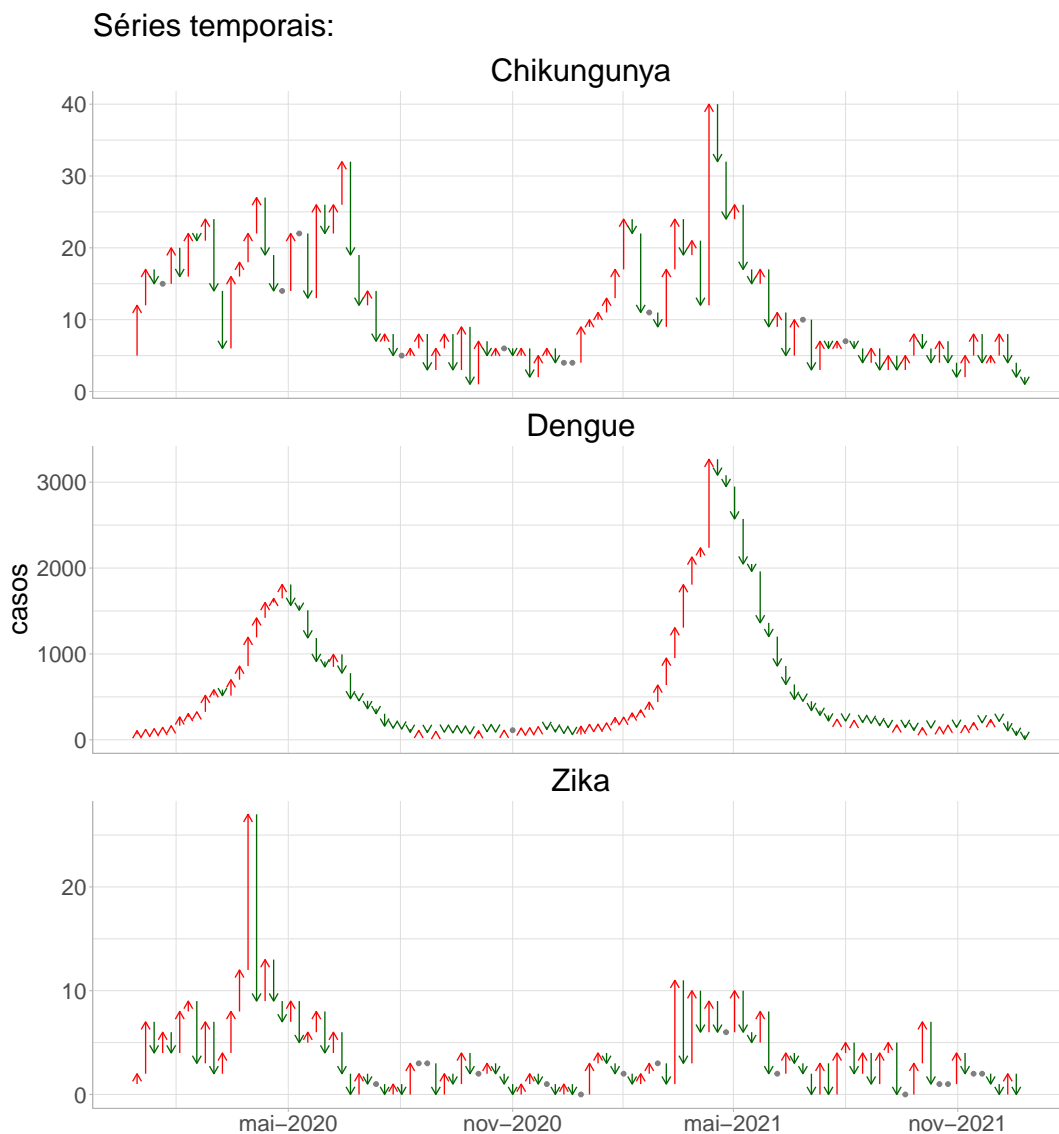 Séries temporais:
Chikungunya
40
30
20
10
0
Dengue
3000
2000
1000
0
casos
Zika
20
10
0
mai−2020 nov−2020 mai−2021 nov−2021